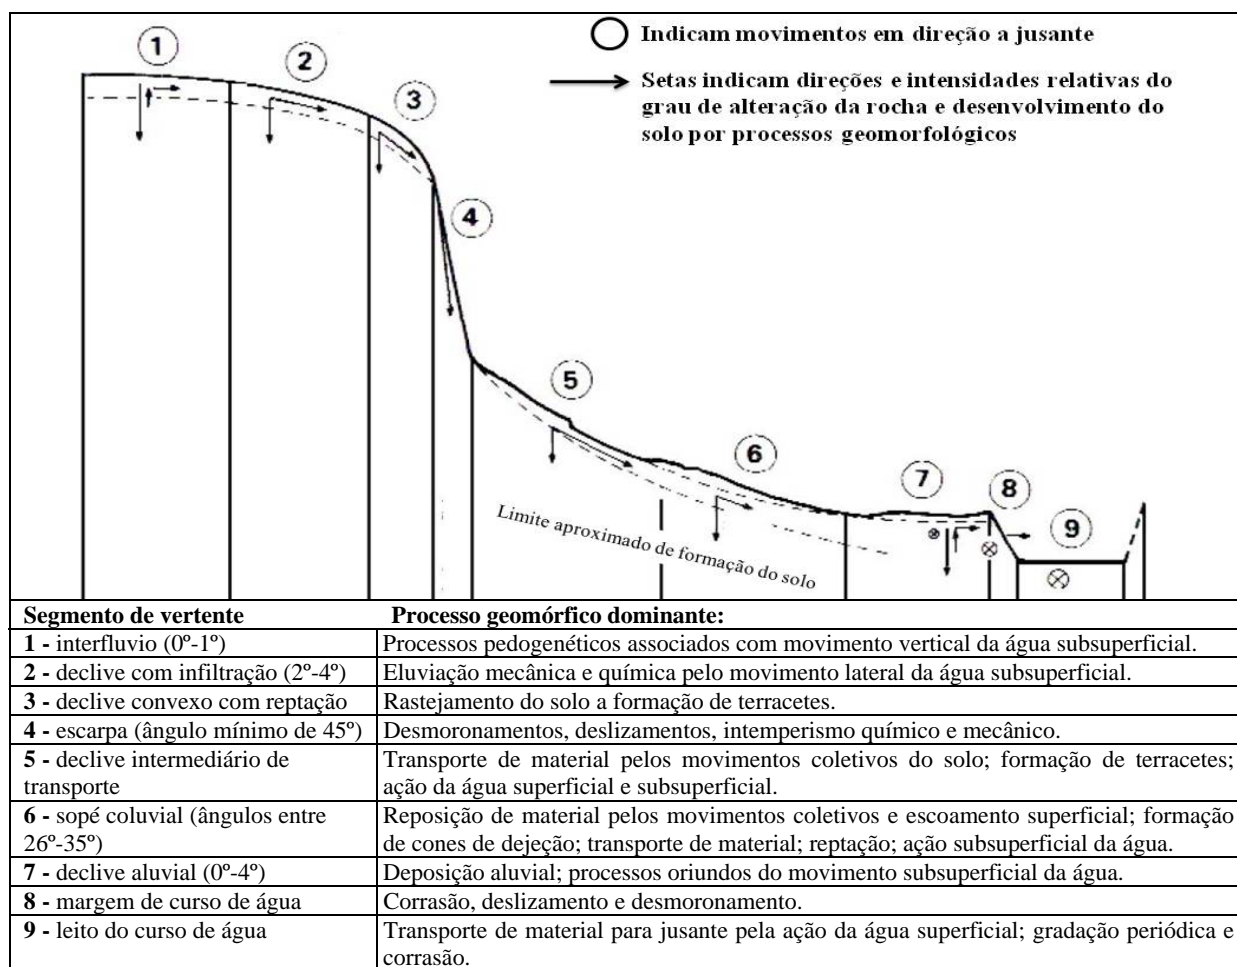 Indicam movimentos em direção a jusante
Setas indicam direções e intensidades relativas do
grau de alteração da rocha e desenvolvimento do
solo por processos geomorfológicos
1
2
3
4
5
6
7
8
9
Limite aproximado de formação do solo
Segmento de vertente Processo geomórfico dominante:
1 - interfluvio (0º-1º) Processos pedogenéticos associados com movimento vertical da água subsuperficial.
2 - declive com infiltração (2º-4º) Eluviação mecânica e química pelo movimento lateral da água subsuperficial.
3 - declive convexo com reptação Rastejamento do solo a formação de terracetes.
4 - escarpa (ângulo mínimo de 45º) Desmoronamentos, deslizamentos, intemperismo químico e mecânico.
5 - declive intermediário de
transporte
Transporte de material pelos movimentos coletivos do solo; formação de terracetes;
ação da água superficial e subsuperficial.
6 - sopé coluvial (ângulos entre
26º-35º)
Reposição de material pelos movimentos coletivos e escoamento superficial; formação
de cones de dejeção; transporte de material; reptação; ação subsuperficial da água.
7 - declive aluvial (0º-4º) Deposição aluvial; processos oriundos do movimento subsuperficial da água.
8 - margem de curso de água Corrasão, deslizamento e desmoronamento.
9 - leito do curso de água Transporte de material para jusante pela ação da água superficial; gradação periódica e
corrasão.